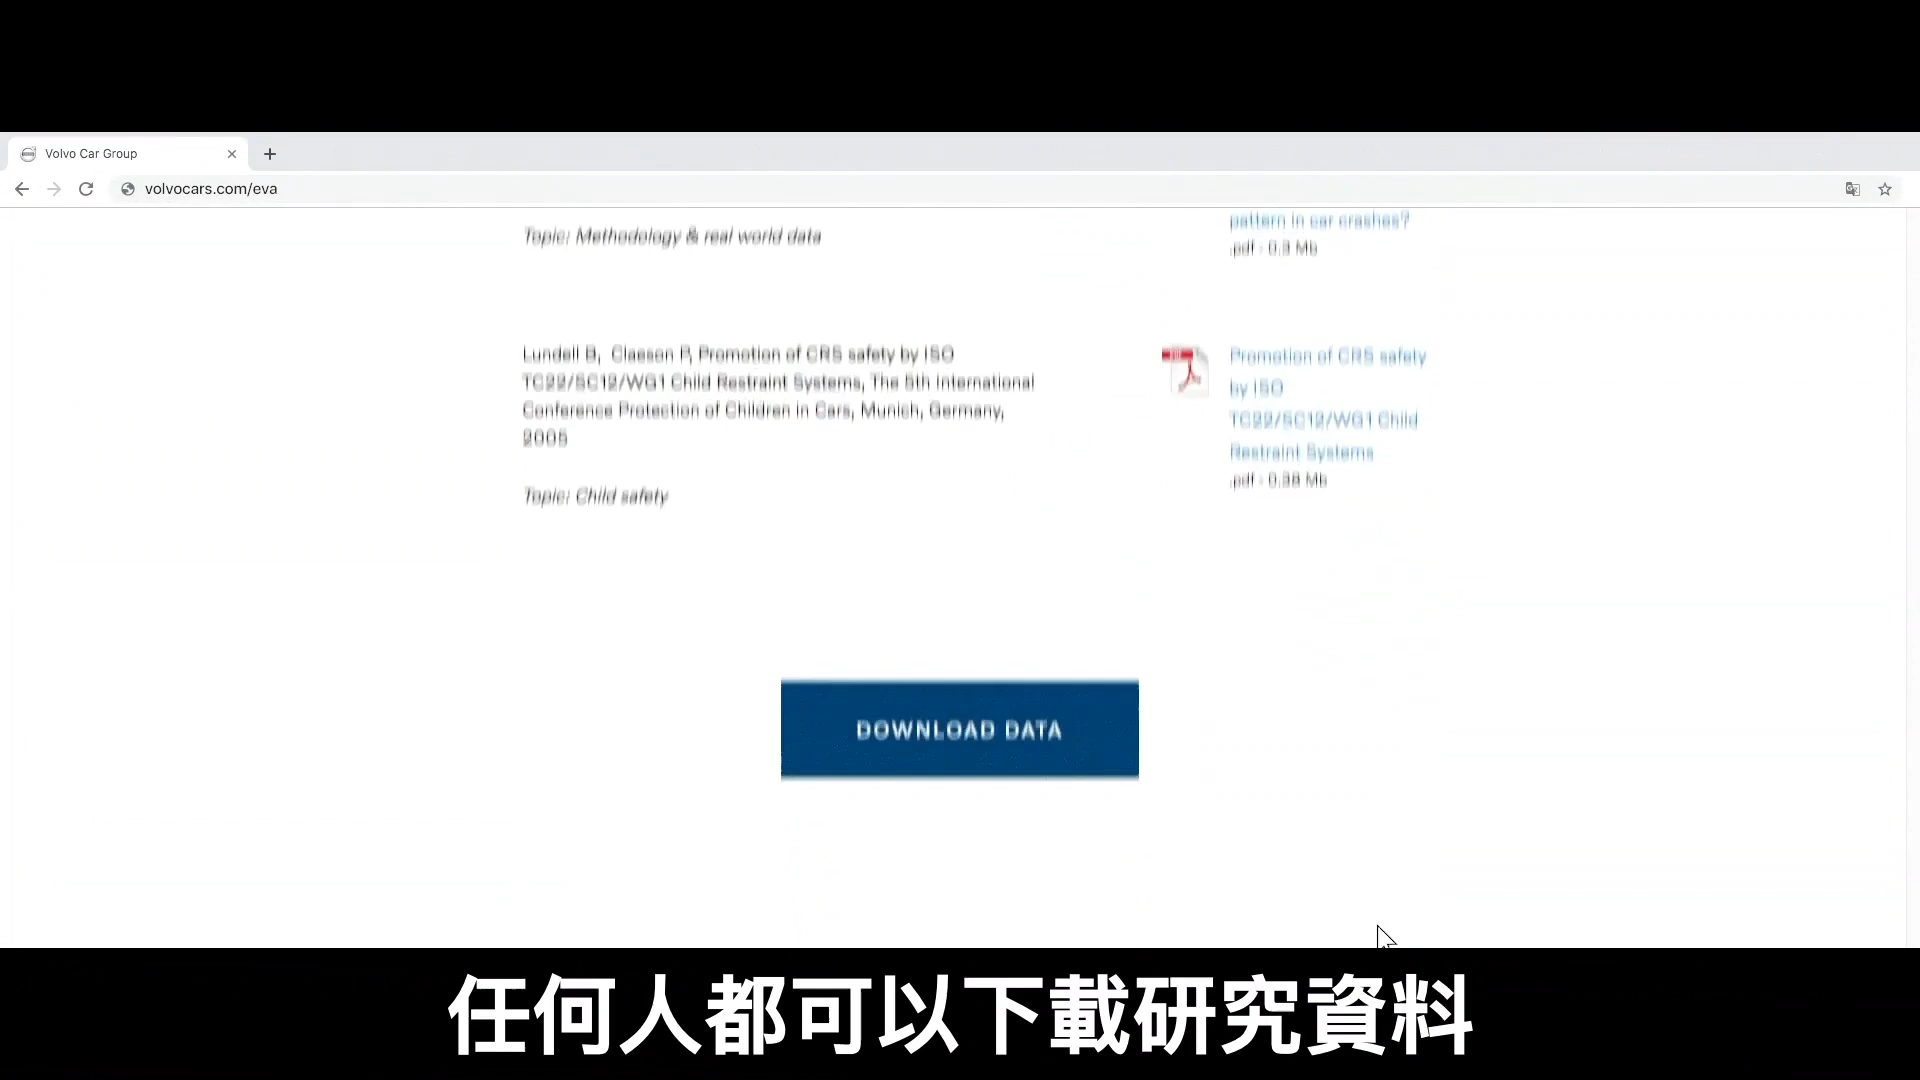 Volvo Car Group
volvocars.com/eva
Topic: Methodology & real world data
pattern in car crashes?
.pdf - 0.3 Mb
Lundell B, Claeson P, Promotion of CRS safety by ISO
TC22/SC12/WG1 Child Restraint Systems, The 5th International
Conference Protection of Children in Cars, Munich, Germany,
2005
Topic: Child safety
Promotion of CRS safety
by ISO
TC22/SC12/WG1 Child
Restraint Systems
.pdf - 0.38 Mb
DOWNLOAD DATA
任何人都可以下載研究資料